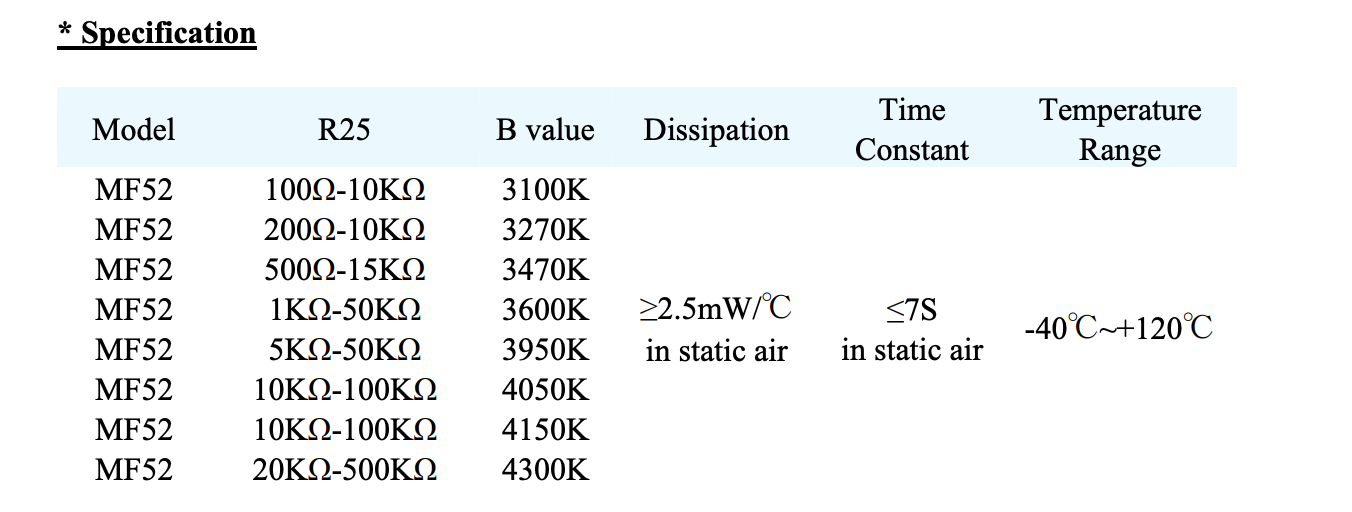 * Specification
Model R25 B value Dissipation Time Constant Temperature Range
MF52 100Ω-10KΩ 3100K
MF52 200Ω-10KΩ 3270K
MF52 500Ω-15KΩ 3470K
MF52 1KΩ-50KΩ 3600K
MF52 5KΩ-50KΩ 3950K
MF52 10KΩ-100KΩ 4050K
MF52 10KΩ-100KΩ 4150K
MF52 20KΩ-500KΩ 4300K
≥2.5mW/℃
in static air
≤7S
in static air
-40℃~+120℃